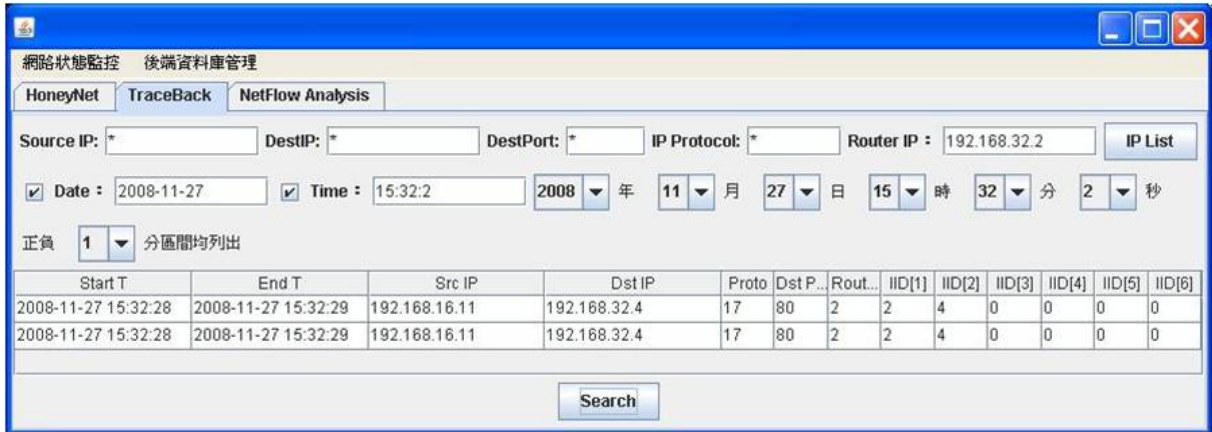 網路狀態監控 後端資料庫管理
HoneyNet TraceBack NetFlow Analysis
Source IP: * DestIP: * DestPort: * IP Protocol: * Router IP： 192.168.32.2 IP List
Date： 2008-11-27 Time： 15:32:2 2008 年 11 月 27 日 15 時 32 分 2 秒
正負 1 分區間均列出
Start T End T Src IP Dst IP Proto Dst P... Rout... IID[1] IID[2] IID[3] IID[4] IID[5] IID[6]
2008-11-27 15:32:28 2008-11-27 15:32:29 192.168.16.11 192.168.32.4 17 80 2 2 4 0 0 0 0
2008-11-27 15:32:28 2008-11-27 15:32:29 192.168.16.11 192.168.32.4 17 80 2 2 4 0 0 0 0
Search